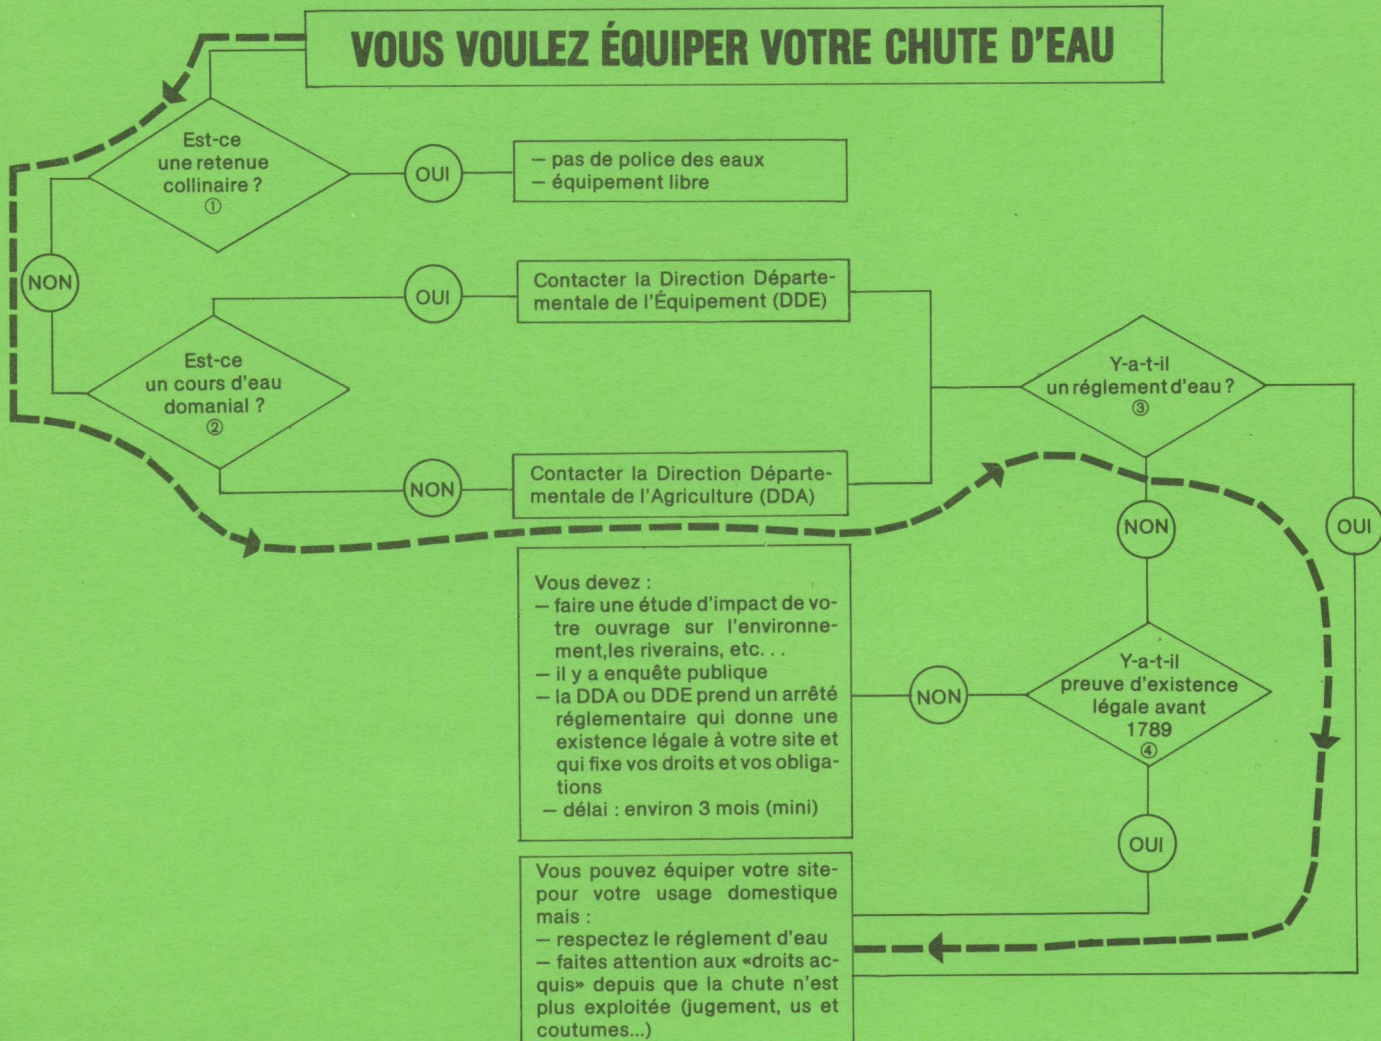 VOUS VOULEZ ÉQUIPER VOTRE CHUTE D'EAU
Est-ce
une retenue
collinaire ?
①
OUI
— pas de police des eaux
— équipement libre
NON
OUI
Contacter la Direction Départe-
mentale de l'Équipement (DDE)
Est-ce
un cours d'eau
domanial ?
②
Y-a-t-il
un réglement d'eau ?
③
NON
Contacter la Direction Départe-
mentale de l'Agriculture (DDA)
NON
OUI
Vous devez :
— faire une étude d'impact de vo-
tre ouvrage sur l'environne-
ment,les riverains, etc...
— il y a enquête publique
— la DDA ou DDE prend un arrêté
réglementaire qui donne une
existence légale à votre site et
qui fixe vos droits et vos obliga-
tions
— délai : environ 3 mois (mini)
NON
Y-a-t-il
preuve d'existence
légale avant
1789
④
OUI
Vous pouvez équiper votre site-
pour votre usage domestique
mais :
— respectez le réglement d'eau
— faites attention aux «droits ac-
quis» depuis que la chute n'est
plus exploitée (jugement, us et
coutumes...)